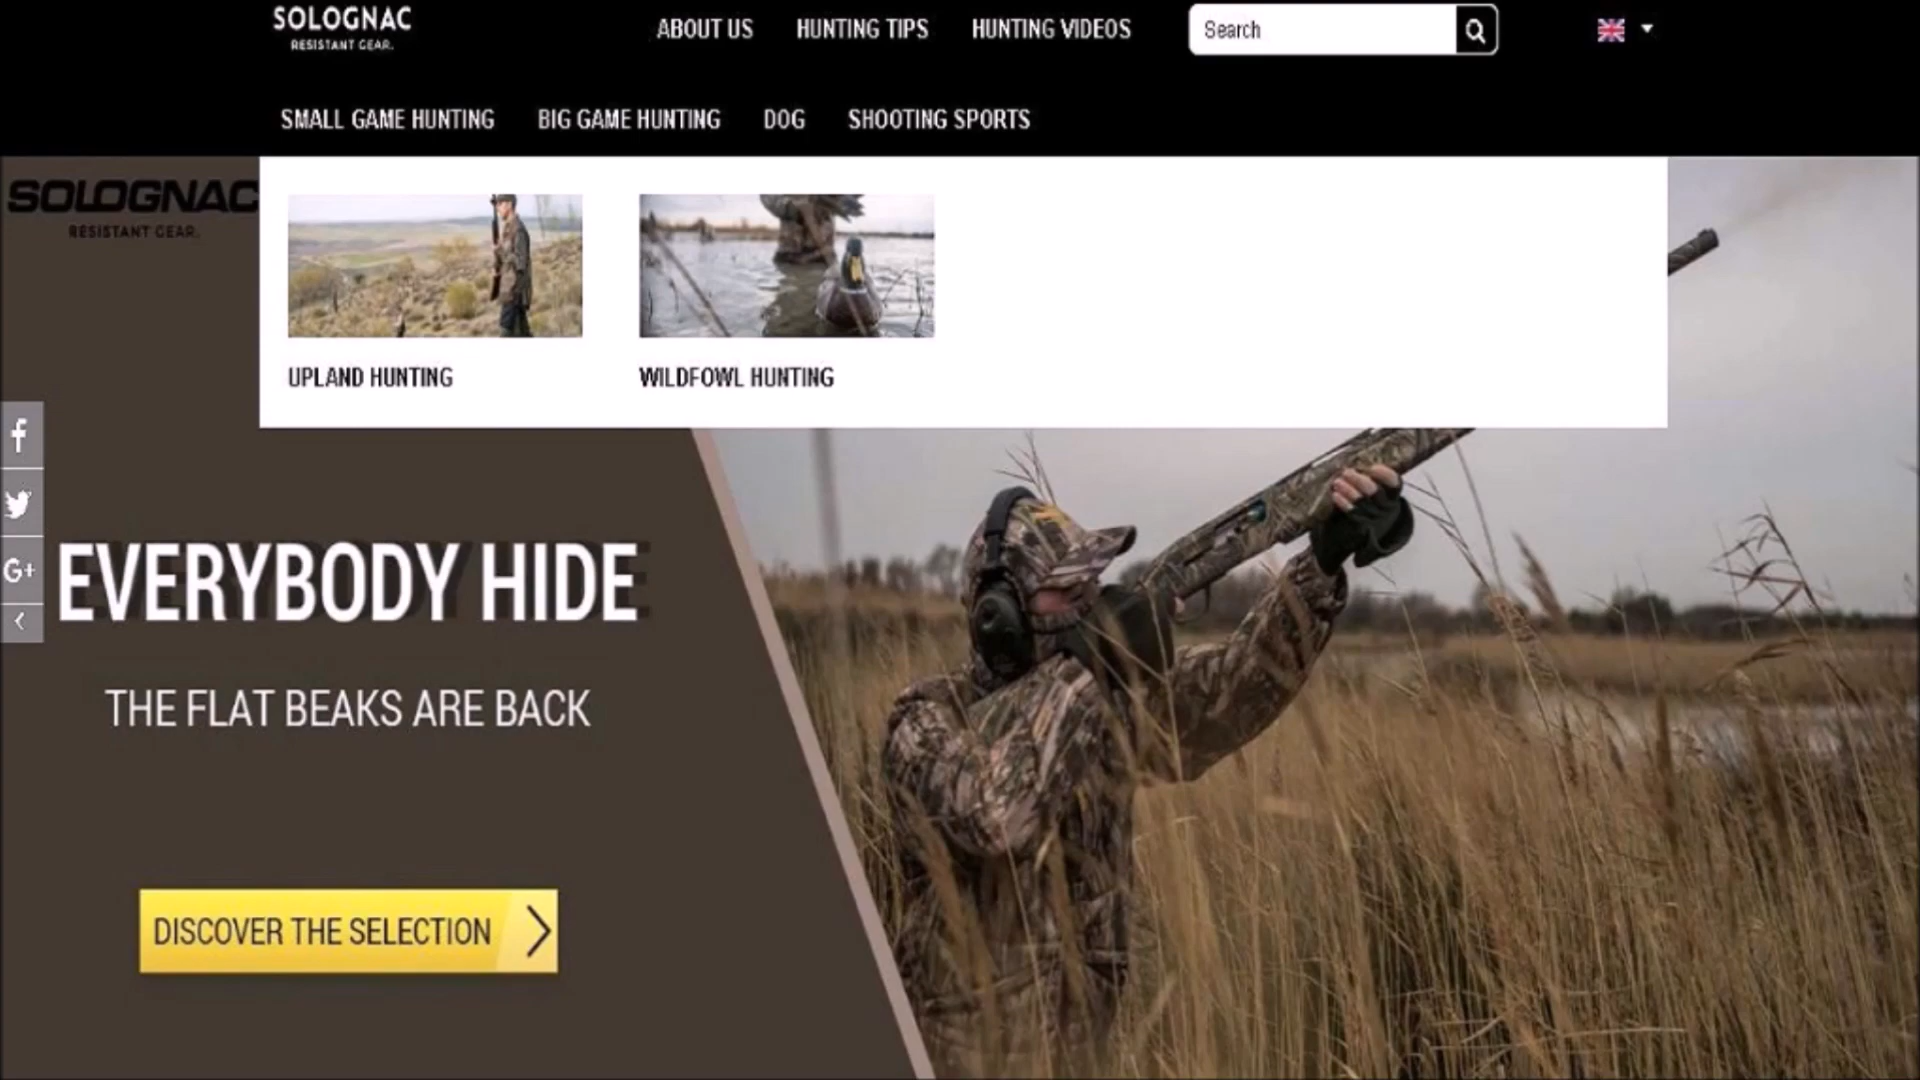 SOLOGNAC
RESISTANT GEAR.
ABOUT US
HUNTING TIPS
HUNTING VIDEOS
Search
SMALL GAME HUNTING
BIG GAME HUNTING
DOG
SHOOTING SPORTS
SOLOGNAC
RESISTANT GEAR.
UPLAND HUNTING
WILDFOWL HUNTING
G+
EVERYBODY HIDE
THE FLAT BEAKS ARE BACK
DISCOVER THE SELECTION